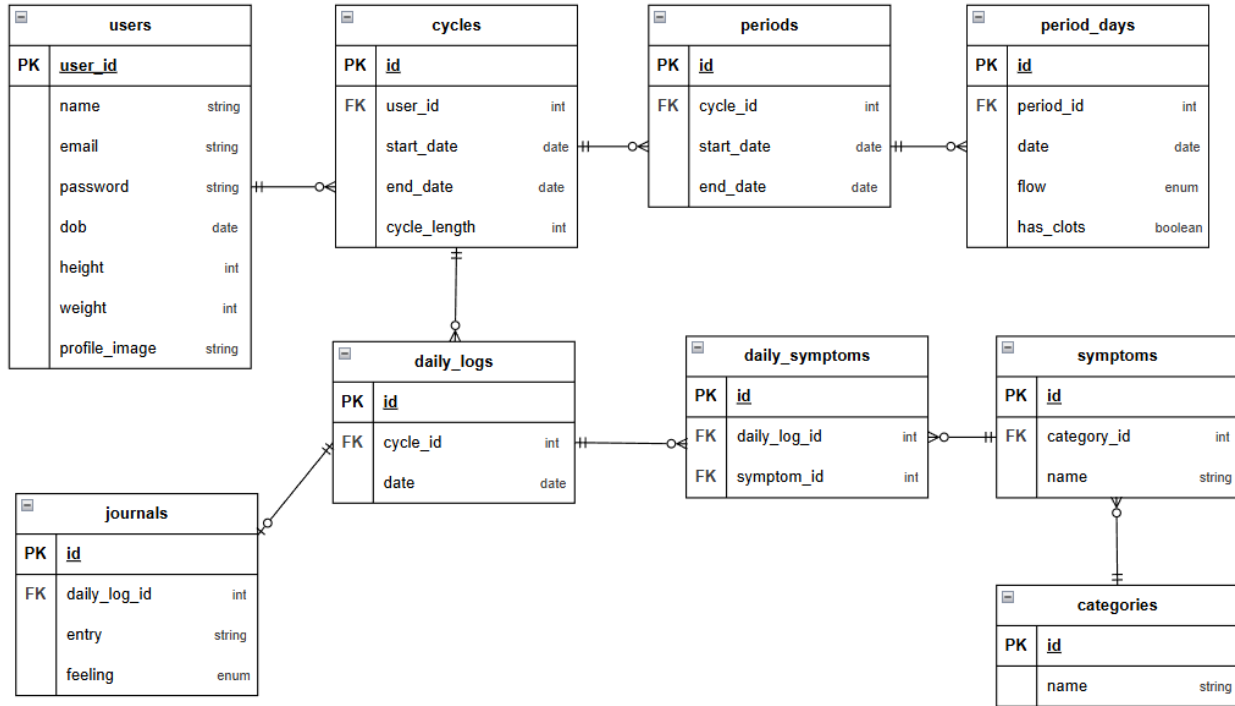 users
PK user_id
name string
email string
password string
dob date
height int
weight int
profile_image string
cycles
PK id
FK user_id int
start_date date
end_date date
cycle_length int
periods
PK id
FK cycle_id int
start_date date
end_date date
period_days
PK id
FK period_id int
date date
flow enum
has_clots boolean
daily_logs
PK id
FK cycle_id int
date date
daily_symptoms
PK id
FK daily_log_id int
FK symptom_id int
symptoms
PK id
FK category_id int
name string
journals
PK id
FK daily_log_id int
entry string
feeling enum
categories
PK id
name string